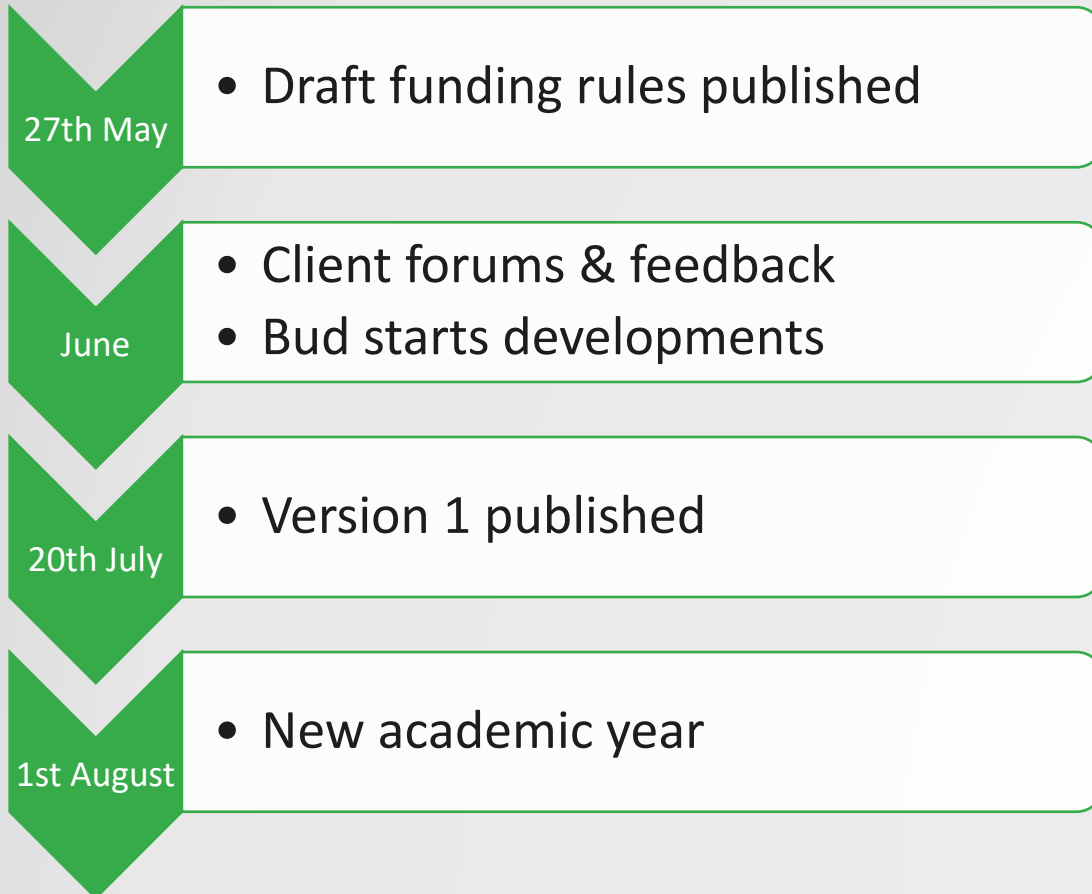 27th May
• Draft funding rules published
June
• Client forums & feedback
• Bud starts developments
20th July
• Version 1 published
1st August
• New academic year